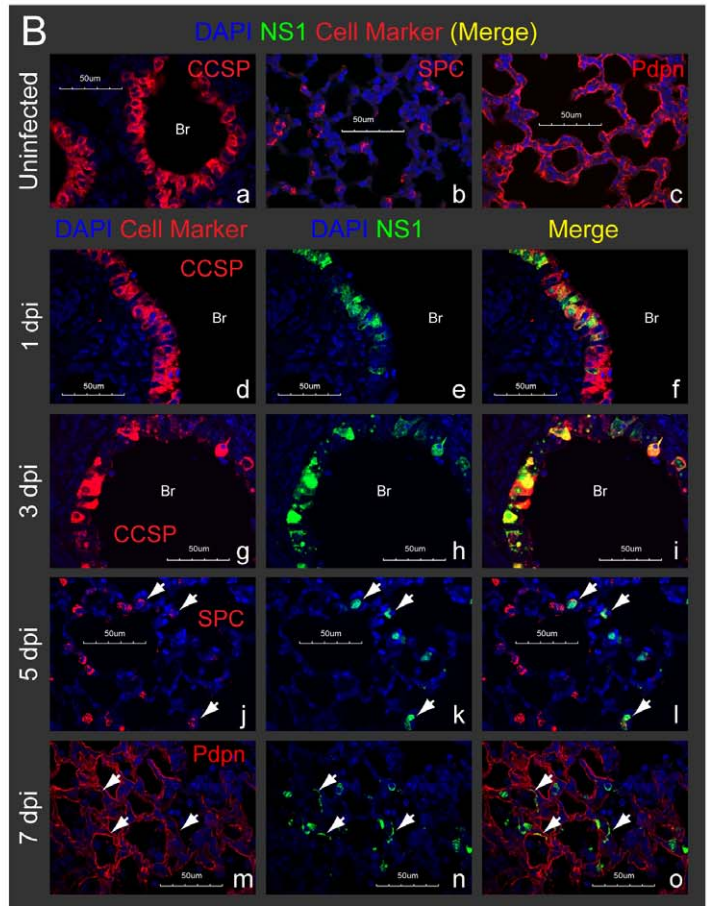 B
DAPI NS1 Cell Marker (Merge)
Uninfected
50um
CCSP
Br
a
SPC
50um
b
Pdpn
50um
c
DAPI Cell Marker
DAPI NS1
Merge
1 dpi
CCSP
50um
d
Br
50um
e
Br
50um
f
3 dpi
Br
CCSP
50um
g
Br
50um
h
Br
50um
i
5 dpi
SPC
50um
j
50um
k
50um
l
7 dpi
Pdpn
50um
m
50um
n
50um
o